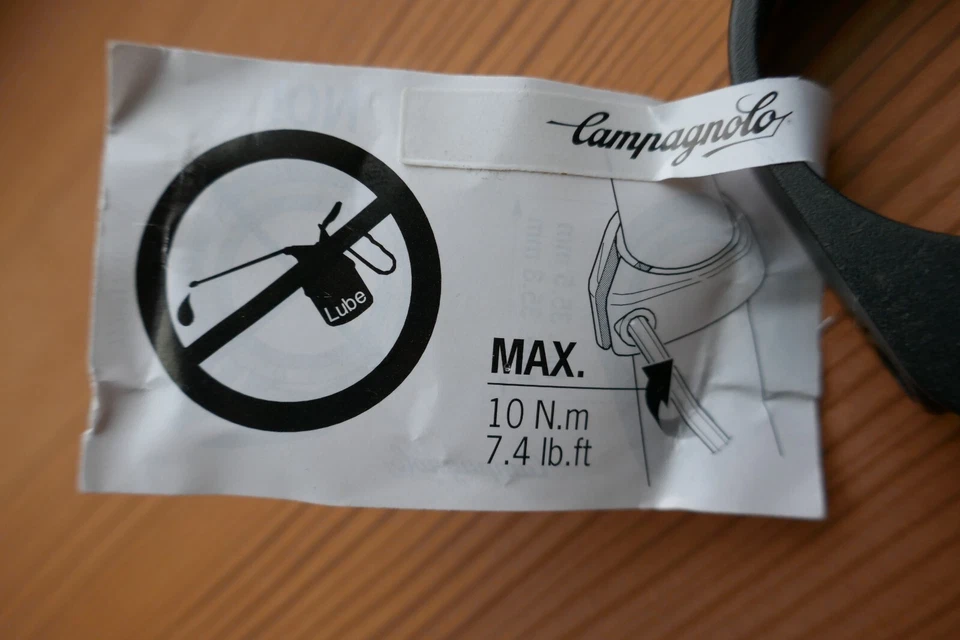 Campagnolo
Lube
MAX.
10 N.m
7.4 lb.ft